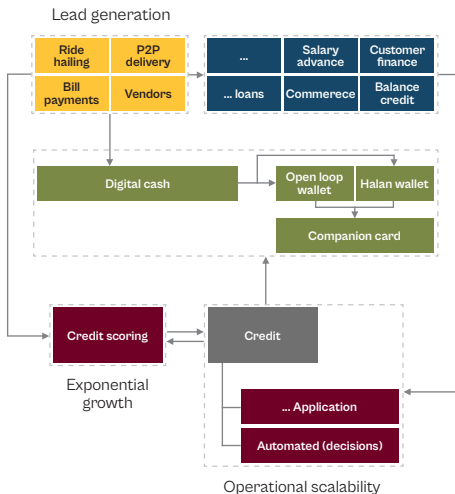 Lead generation
Ride
hailing
P2P
delivery
...
Salary
advance
Customer
finance
Bill
payments
Vendors
... loans
Commerece
Balance
credit
Digital cash
Open loop
wallet
Halan wallet
Companion card
Credit scoring
Credit
Exponential
growth
... Application
Automated (decisions)
Operational scalability